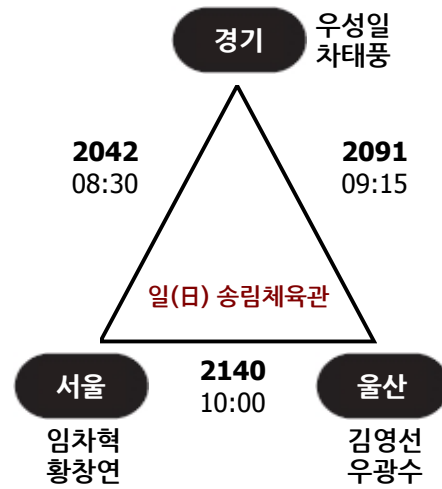 경기
우성일
차태풍
2042
08:30
2091
09:15
일(日) 송림체육관
서울
2140
10:00
울산
임차혁
황창연
김영선
우광수